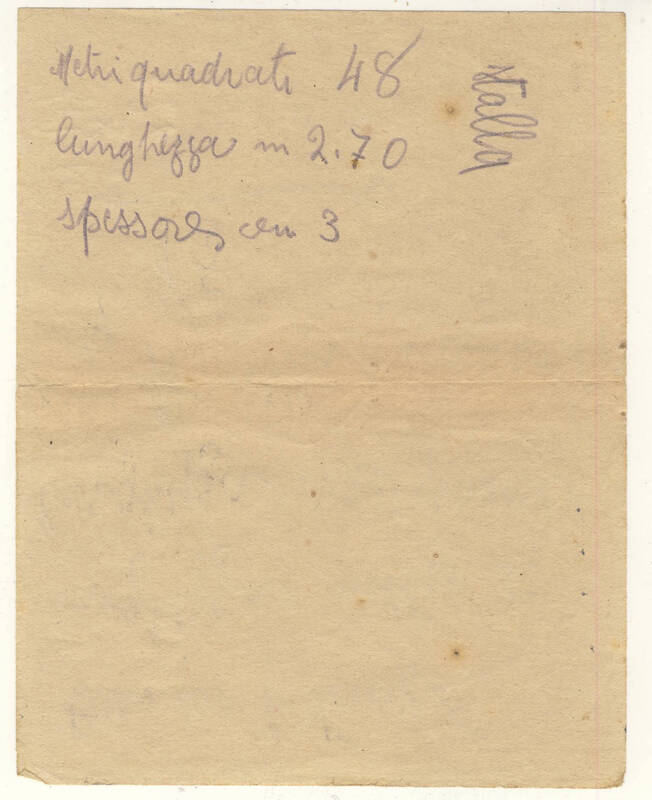 Metri quadrati 48
lunghezza m 2.70
spessore cm 3
stalla